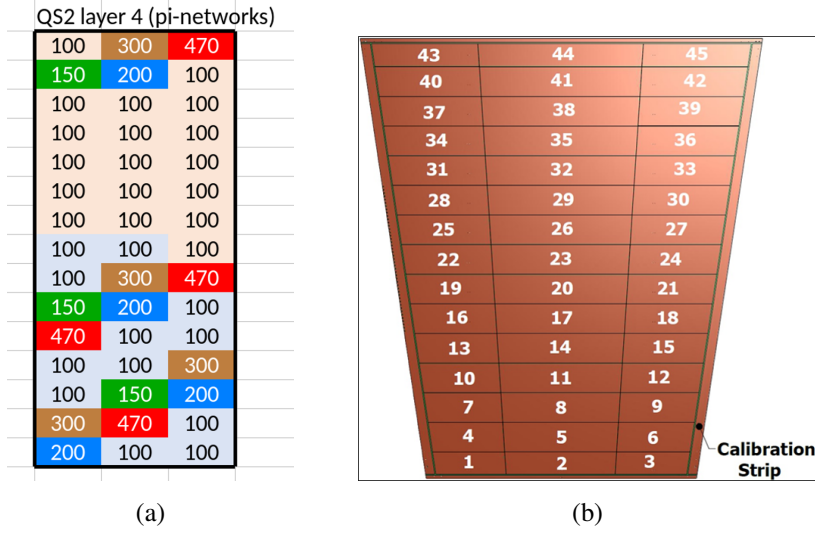 QS2 layer 4 (pi-networks)
100 300 470
150 200 100
100 100 100
100 100 100
100 100 100
100 100 100
100 100 100
100 100 100
100 300 470
150 200 100
470 100 100
100 100 300
100 150 200
300 470 100
200 100 100
(a)
43 44 45
40 41 42
37 38 39
34 35 36
31 32 33
28 29 30
25 26 27
22 23 24
19 20 21
16 17 18
13 14 15
10 11 12
7 8 9
4 5 6
1 2 3
Calibration
Strip
(b)